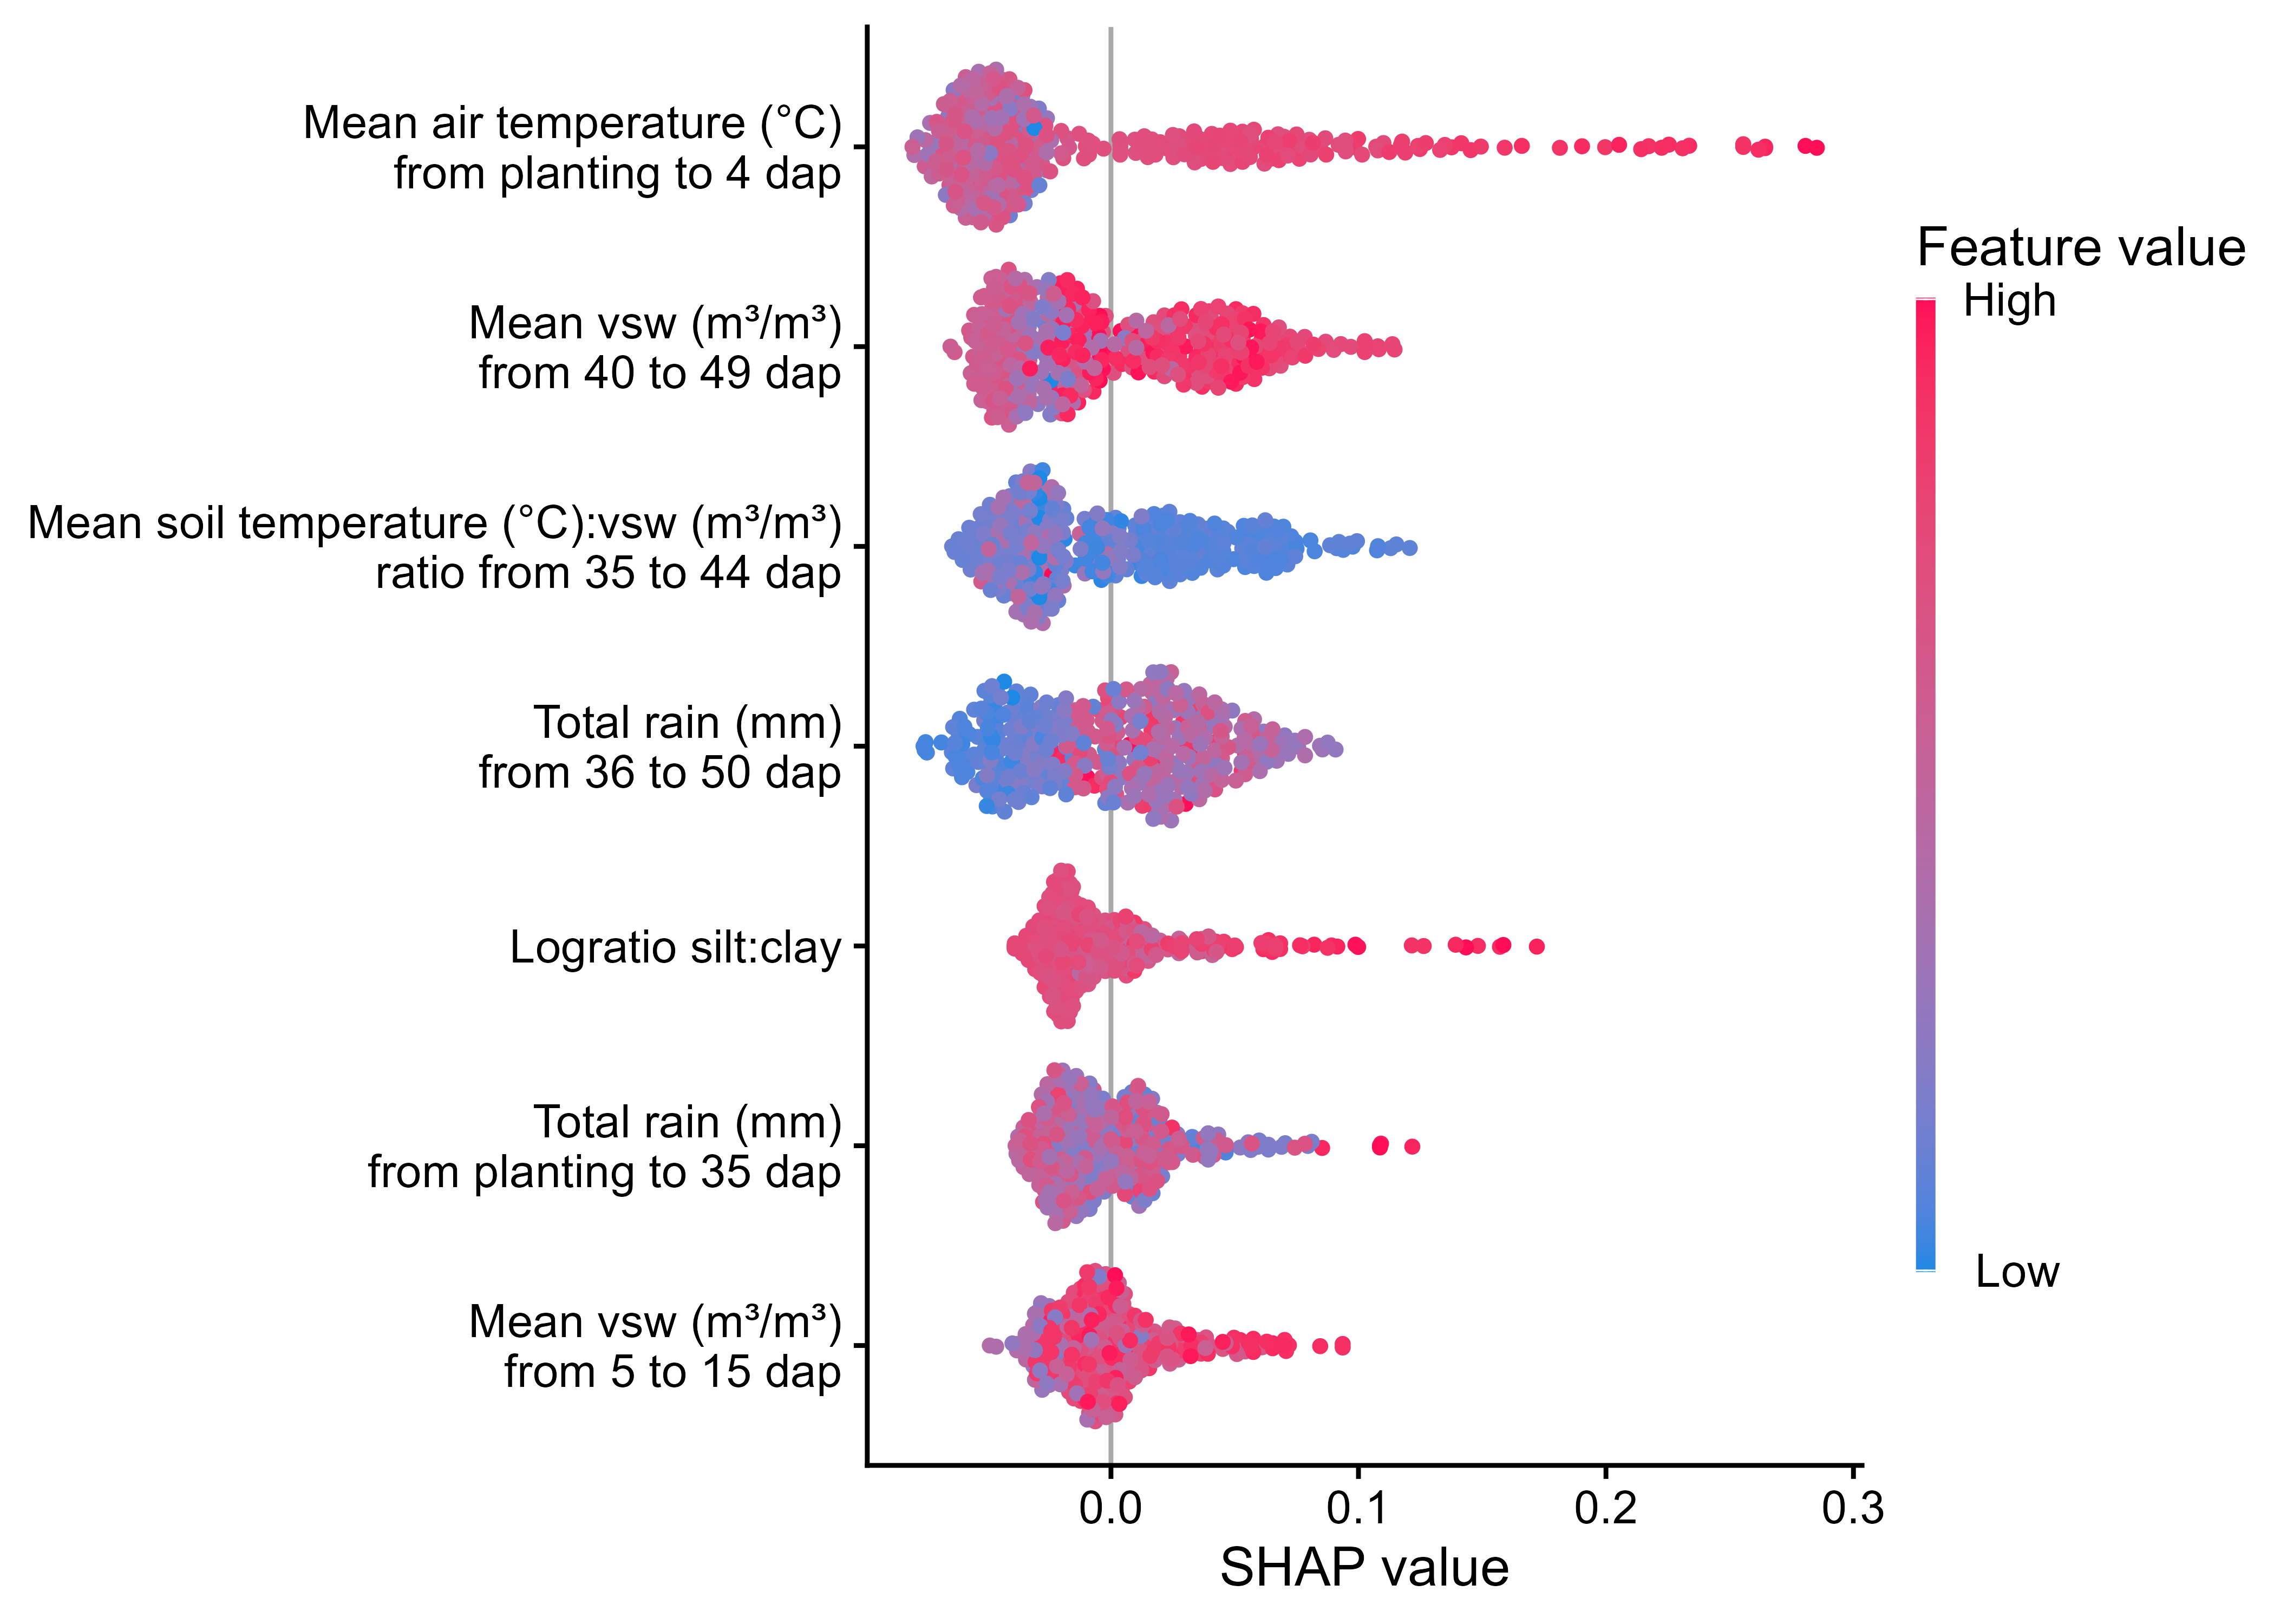 Mean air temperature (°C)
from planting to 4 dap
Mean vsw (m³/m³)
from 40 to 49 dap
Mean soil temperature (°C):vsw (m³/m³)
ratio from 35 to 44 dap
Total rain (mm)
from 36 to 50 dap
Logratio silt:clay
Total rain (mm)
from planting to 35 dap
Mean vsw (m³/m³)
from 5 to 15 dap
0.0
0.1
0.2
0.3
SHAP value
Feature value
High
Low